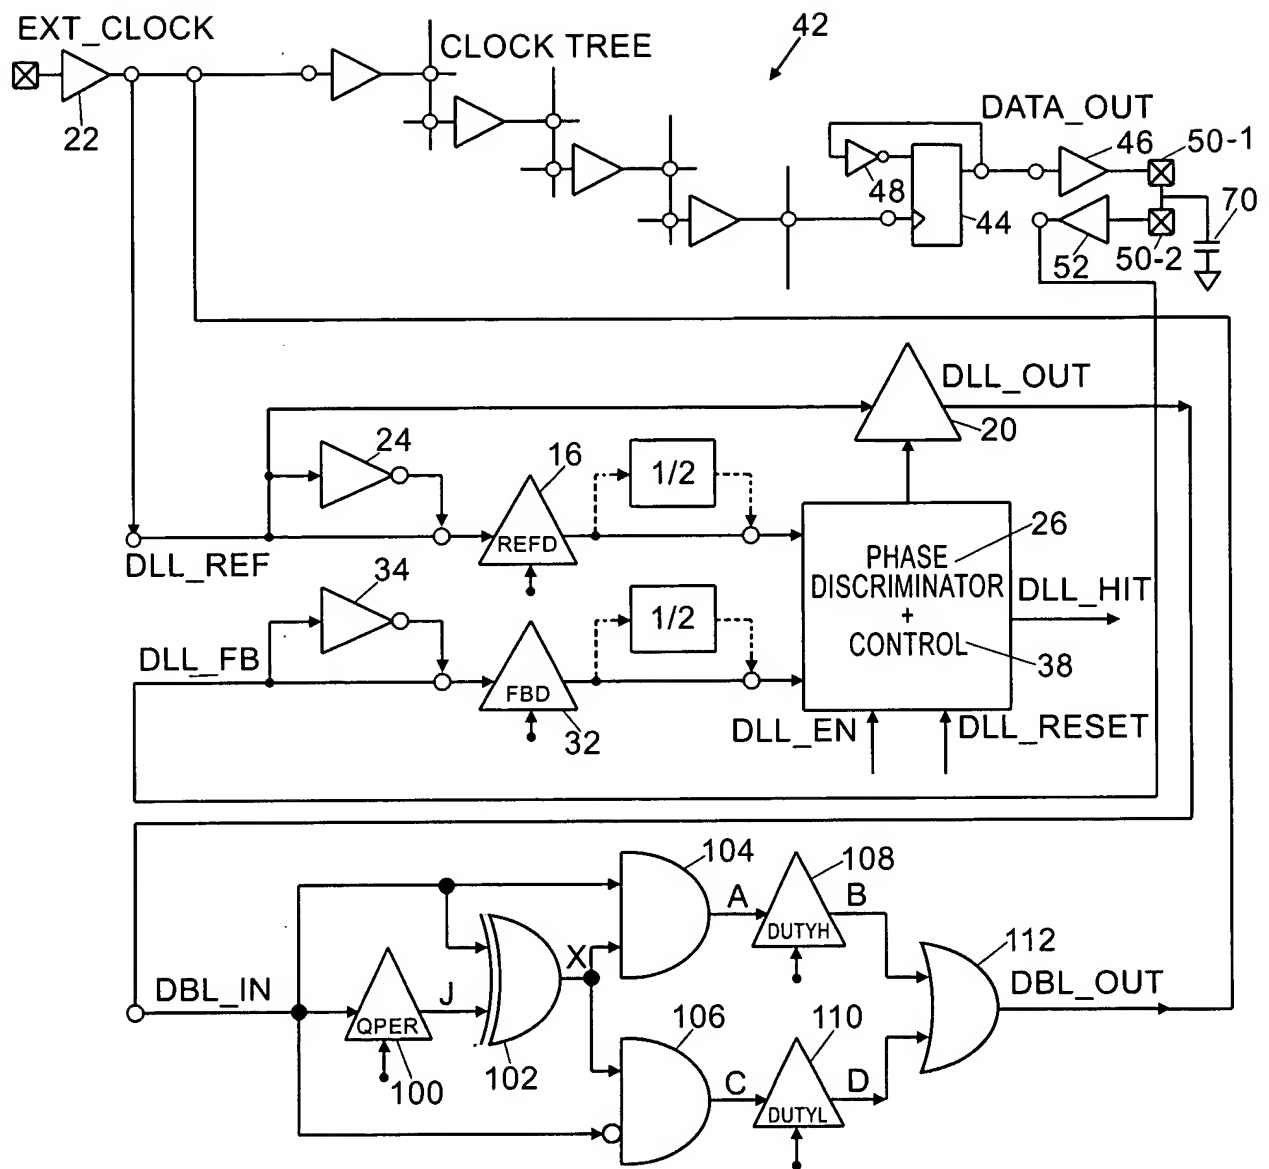 EXT_CLOCK
CLOCK TREE
42
22
DATA_OUT
46
50-1
48
44
52
50-2
70
DLL_OUT
20
24
16
1/2
REFD
DLL_REF
PHASE
DISCRIMINATOR
+
CONTROL
26
38
DLL_HIT
34
1/2
DLL_FB
FBD
32
DLL_EN
DLL_RESET
104
108
A
B
DUTYH
112
X
DBL_IN
J
DBL_OUT
QPER
100
102
106
110
C
D
DUTYL